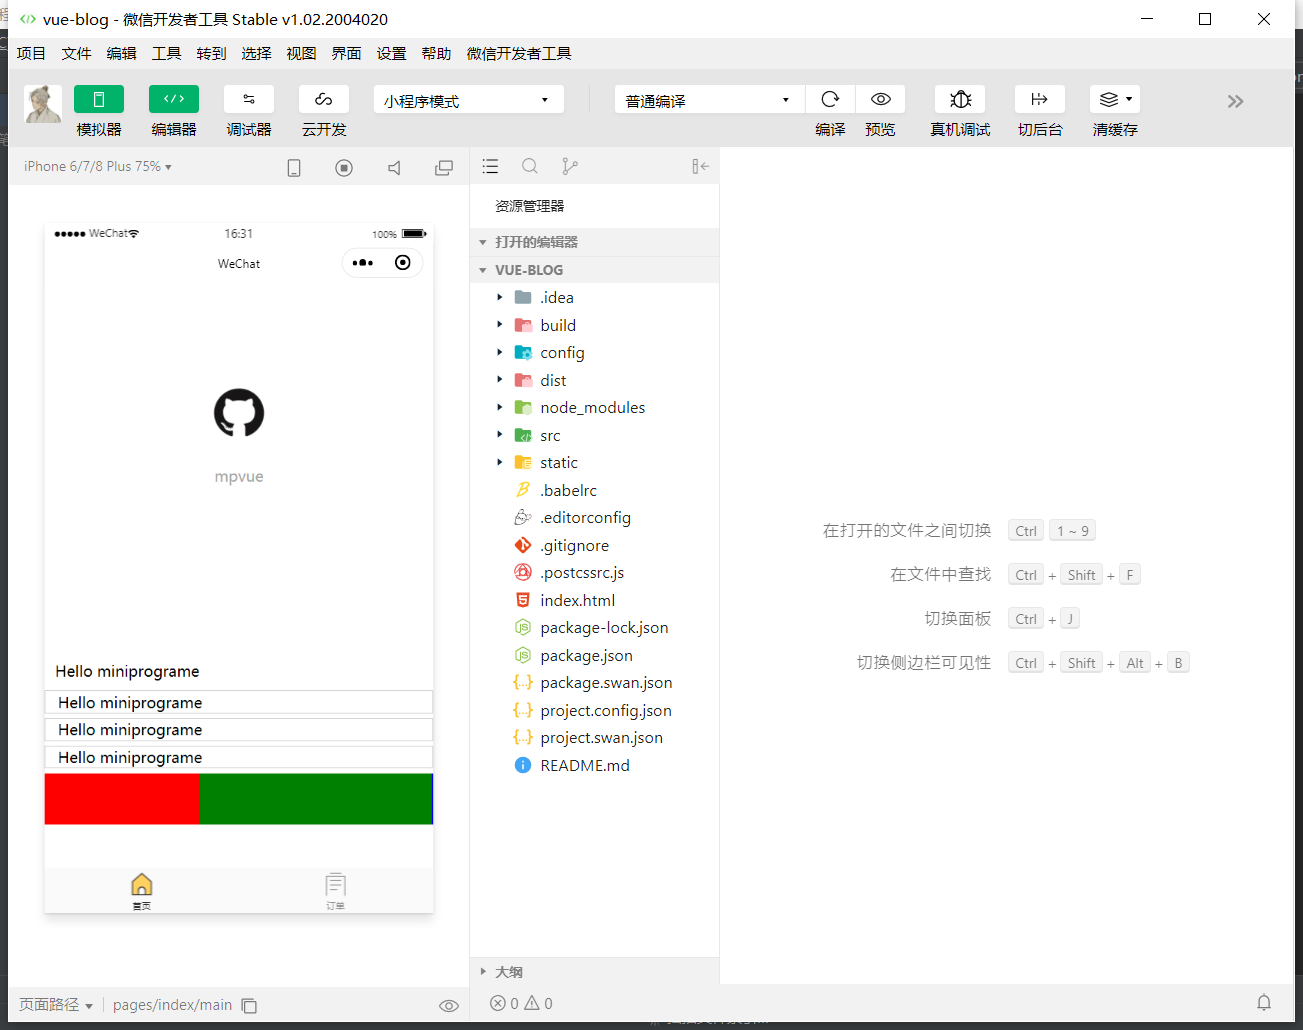 vue-blog - 微信开发者工具 Stable v1.02.2004020
项目 文件 编辑 工具 转到 选择 视图 界面 设置 帮助 微信开发者工具
小程序模式 普通编译
模拟器 编辑器 调试器 云开发 编译 预览 真机调试 切后台 清缓存
iPhone 6/7/8 Plus 75%
WeChat 16:31 100%
WeChat
mpvue
Hello miniprograme
Hello miniprograme
Hello miniprograme
Hello miniprograme
首页 订单
页面路径 pages/index/main
资源管理器
打开的编辑器
VUE-BLOG
.idea
build
config
dist
node_modules
src
static
.babelrc
.editorconfig
.gitignore
.postcssrc.js
index.html
package-lock.json
package.json
package.swan.json
project.config.json
project.swan.json
README.md
大纲
0 0
在打开的文件之间切换 Ctrl 1 ~ 9
在文件中查找 Ctrl + Shift + F
切换面板 Ctrl + J
切换侧边栏可见性 Ctrl + Shift + Alt + B